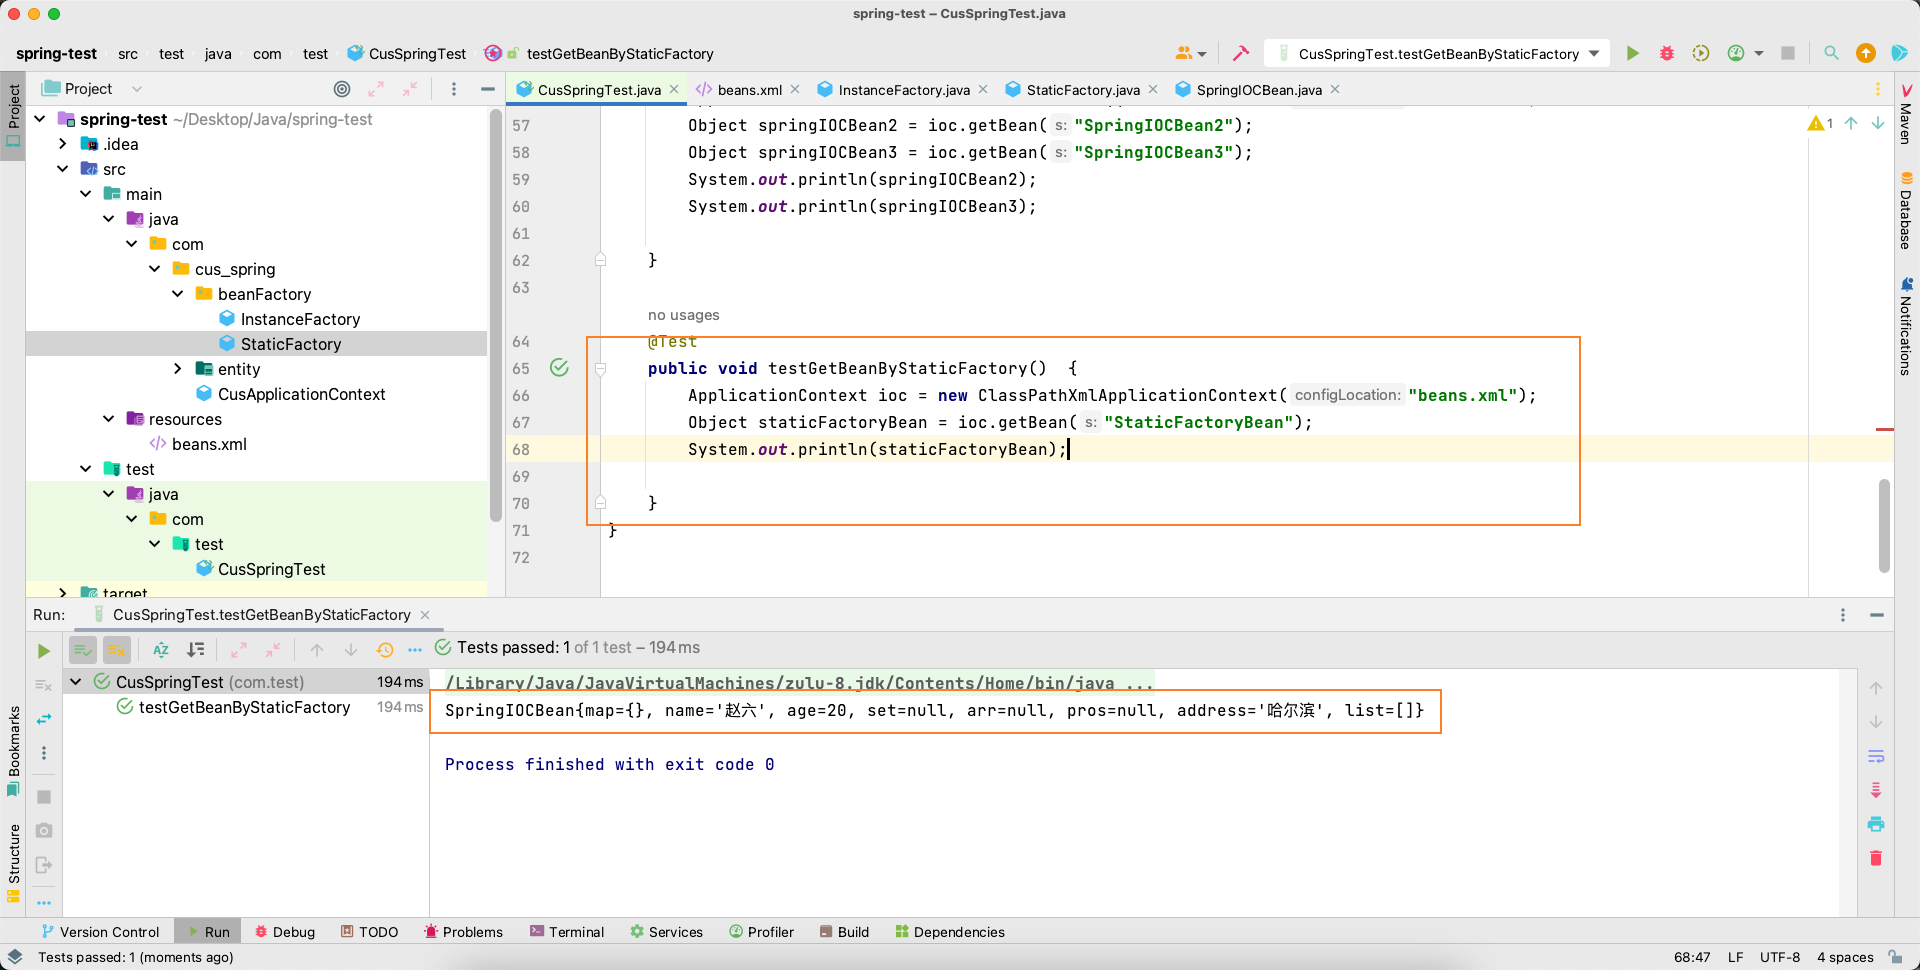 spring-test – CusSpringTest.java
spring-test src test java com test CusSpringTest testGetBeanByStaticFactory
CusSpringTest.testGetBeanByStaticFactory
Project
CusSpringTest.java beans.xml InstanceFactory.java StaticFactory.java SpringIOCBean.java
Project
Bookmarks
Structure
spring-test ~/Desktop/Java/spring-test
.idea
src
main
java
com
cus_spring
beanFactory
InstanceFactory
StaticFactory
entity
CusApplicationContext
resources
beans.xml
test
java
com
test
CusSpringTest
target
57 Object springIOCBean2 = ioc.getBean( s: "SpringIOCBean2");
58 Object springIOCBean3 = ioc.getBean( s: "SpringIOCBean3");
59 System.out.println(springIOCBean2);
60 System.out.println(springIOCBean3);
61
62 }
63
no usages
64 @Test
65 public void testGetBeanByStaticFactory() {
66 ApplicationContext ioc = new ClassPathXmlApplicationContext( configLocation: "beans.xml");
67 Object staticFactoryBean = ioc.getBean( s: "StaticFactoryBean");
68 System.out.println(staticFactoryBean);
69
70 }
71 }
72
1
Maven
Database
Notifications
Run: CusSpringTest.testGetBeanByStaticFactory
Tests passed: 1 of 1 test – 194 ms
CusSpringTest (com.test) 194 ms
testGetBeanByStaticFactory 194 ms
/Library/Java/JavaVirtualMachines/zulu-8.jdk/Contents/Home/bin/java ...
SpringIOCBean{map={}, name='赵六', age=20, set=null, arr=null, pros=null, address='哈尔滨', list=[]}
Process finished with exit code 0
Version Control Run Debug TODO Problems Terminal Services Profiler Build Dependencies
Tests passed: 1 (moments ago)
68:47 LF UTF-8 4 spaces